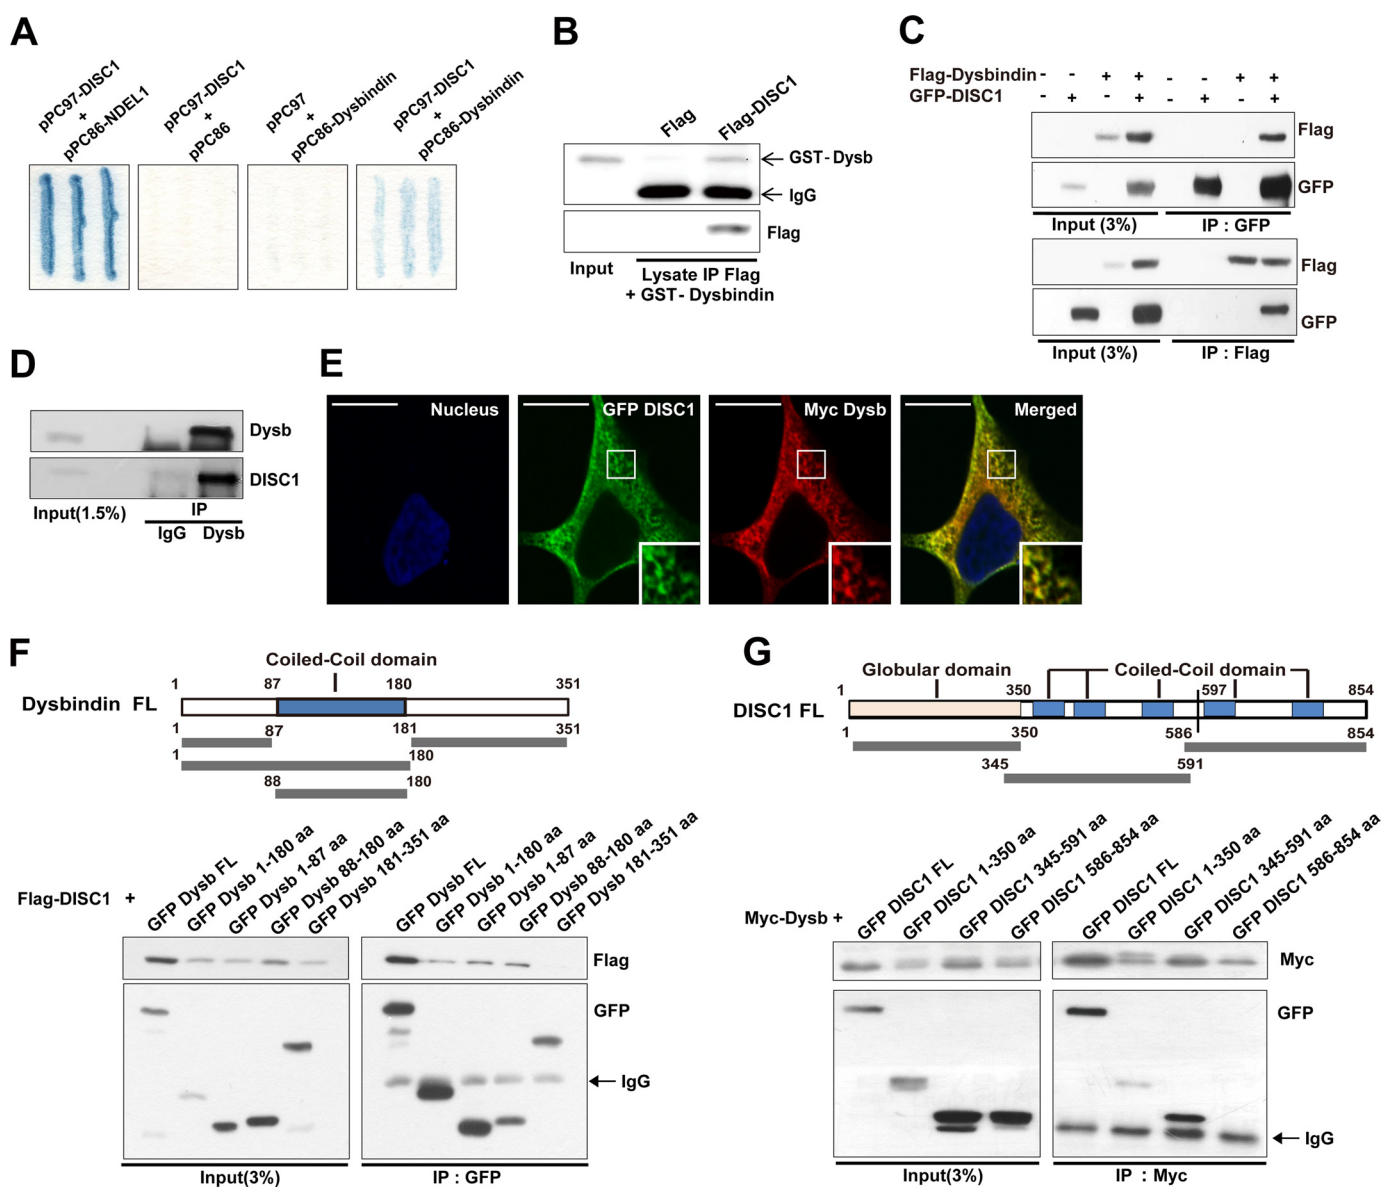 A
pPC97-DISC1
+
pPC86-NDEL1
pPC97-DISC1
+
pPC86
pPC97
+
pPC86-Dysbindin
pPC97-DISC1
+
pPC86-Dysbindin
B
Flag
Flag-DISC1
GST-Dysb
IgG
Flag
Input
Lysate IP Flag
+ GST-Dysbindin
C
Flag-Dysbindin - - + + - - + +
GFP-DISC1 - + - + - + - +
Flag
GFP
Input (3%) IP : GFP
Flag
GFP
Input (3%) IP : Flag
D
Dysb
DISC1
Input(1.5%) IP
IgG Dysb
E
Nucleus
GFP DISC1
Myc Dysb
Merged
F
Coiled-Coil domain
1 87 180 351
Dysbindin FL
1 87 181 351
1 180
88 180
Flag-DISC1 +
GFP Dysb FL
GFP Dysb 1-180 aa
GFP Dysb 1-87 aa
GFP Dysb 88-180 aa
GFP Dysb 181-351 aa
GFP Dysb FL
GFP Dysb 1-180 aa
GFP Dysb 1-87 aa
GFP Dysb 88-180 aa
GFP Dysb 181-351 aa
Flag
GFP
IgG
Input(3%) IP : GFP
G
Globular domain Coiled-Coil domain
1 350 597 854
DISC1 FL
1 350 586 854
345 591
Myc-Dysb +
GFP DISC1 FL
GFP DISC1 1-350 aa
GFP DISC1 345-591 aa
GFP DISC1 586-854 aa
GFP DISC1 FL
GFP DISC1 1-350 aa
GFP DISC1 345-591 aa
GFP DISC1 586-854 aa
Myc
GFP
IgG
Input(3%) IP : Myc